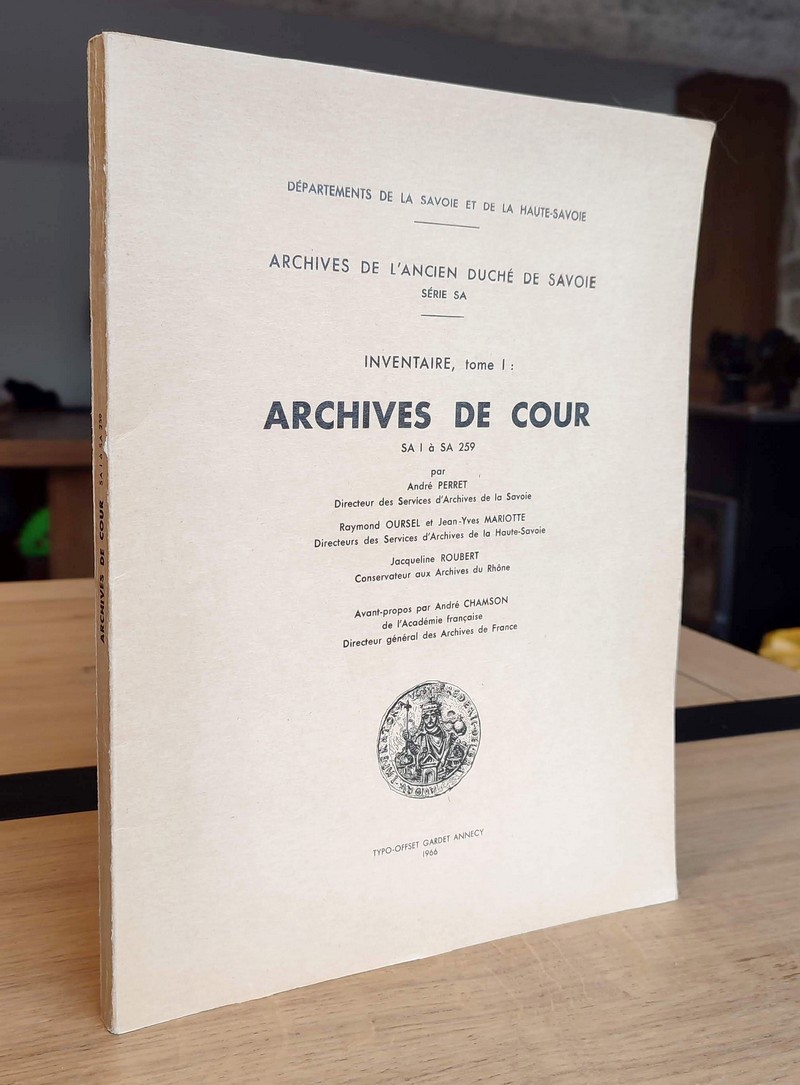 DÉPARTEMENTS DE LA SAVOIE ET DE LA HAUTE-SAVOIE
ARCHIVES DE L'ANCIEN DUCHÉ DE SAVOIE
SÉRIE SA
INVENTAIRE, tome I :
ARCHIVES DE COUR
SA I à SA 259
par
André PERRET
Directeur des Services d'Archives de la Savoie
Raymond OURSEL et Jean-Yves MARIOTTE
Directeurs des Services d'Archives de la Haute-Savoie
Jacqueline ROUBERT
Conservateur aux Archives du Rhône
Avant-propos par André CHAMSON
de l'Académie française
Directeur général des Archives de France
TYPO-OFFSET GARDET ANNECY
1966
ARCHIVES DE COUR SA I à SA 259